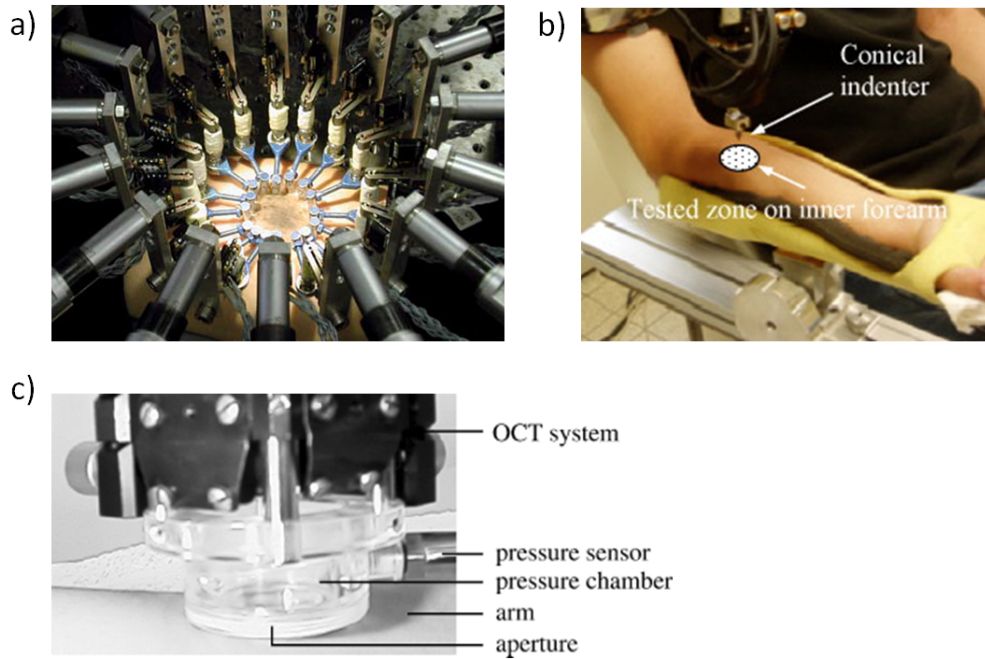 a)
b)
Conical
indenter
Tested zone on inner forearm
c)
OCT system
pressure sensor
pressure chamber
arm
aperture